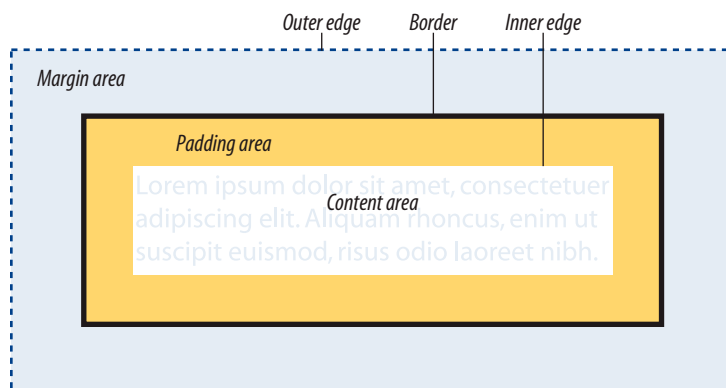 Outer edge Border Inner edge
Margin area
Padding area
Lorem ipsum dolor sit amet, consectetuer
Content area
adipiscing elit. Aliquam rhoncus, enim ut
suscipit euismod, risus odio laoreet nibh.